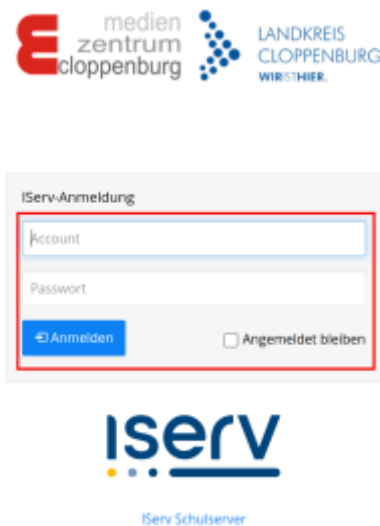 medien
zentrum
cloppenburg
LANDKREIS
CLOPPENBURG
WIRISTHIER.
IServ-Anmeldung
Account
Passwort
Anmelden
Angemeldet bleiben
ISerV
IServ Schulserver